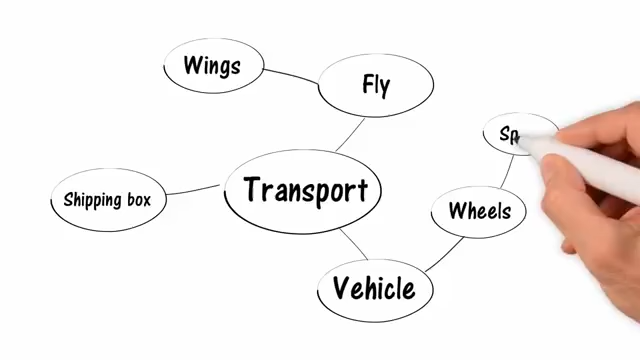 Wings
Fly
Sp
Shipping box
Transport
Wheels
Vehicle